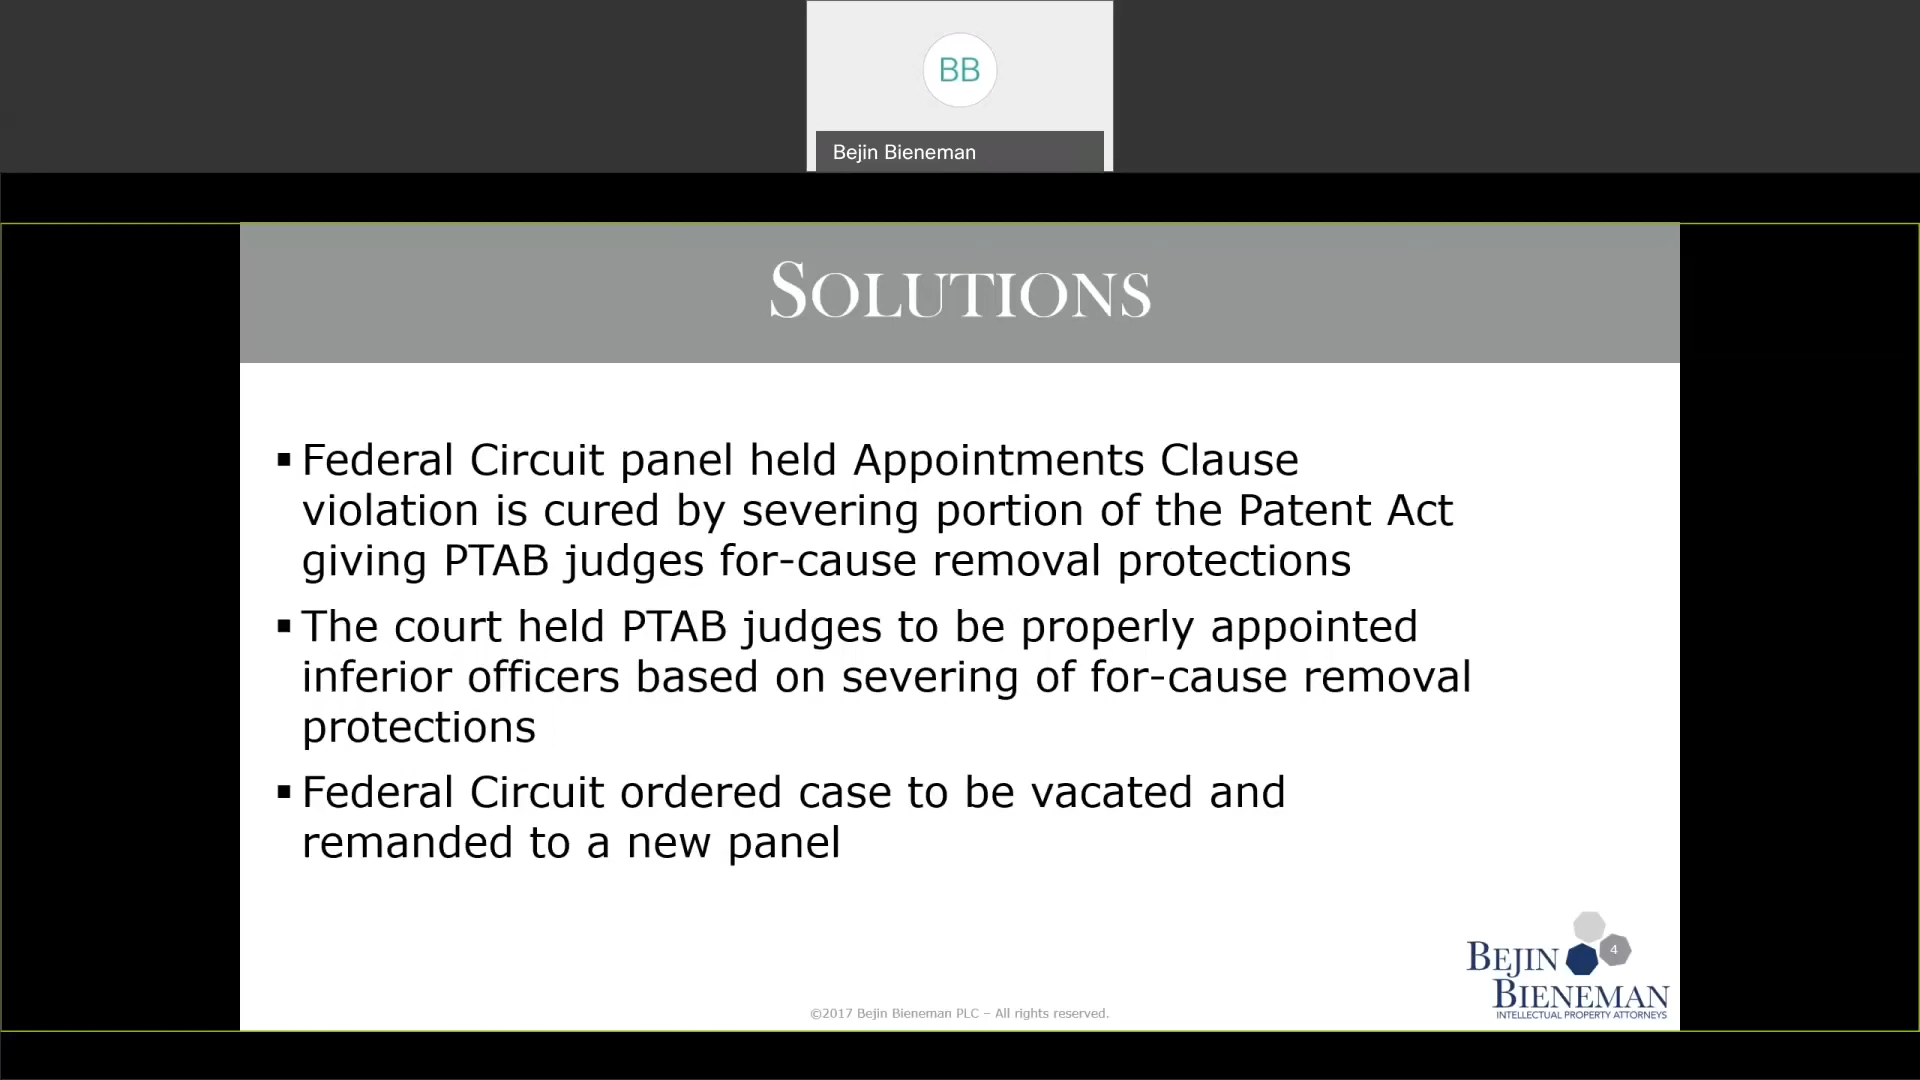 BB
Bejin Bieneman
SOLUTIONS
▪ Federal Circuit panel held Appointments Clause
violation is cured by severing portion of the Patent Act
giving PTAB judges for-cause removal protections
▪ The court held PTAB judges to be properly appointed
inferior officers based on severing of for-cause removal
protections
▪ Federal Circuit ordered case to be vacated and
remanded to a new panel
4
BEJIN
BIENEMAN
INTELLECTUAL PROPERTY ATTORNEYS
©2017 Bejin Bieneman PLC – All rights reserved.